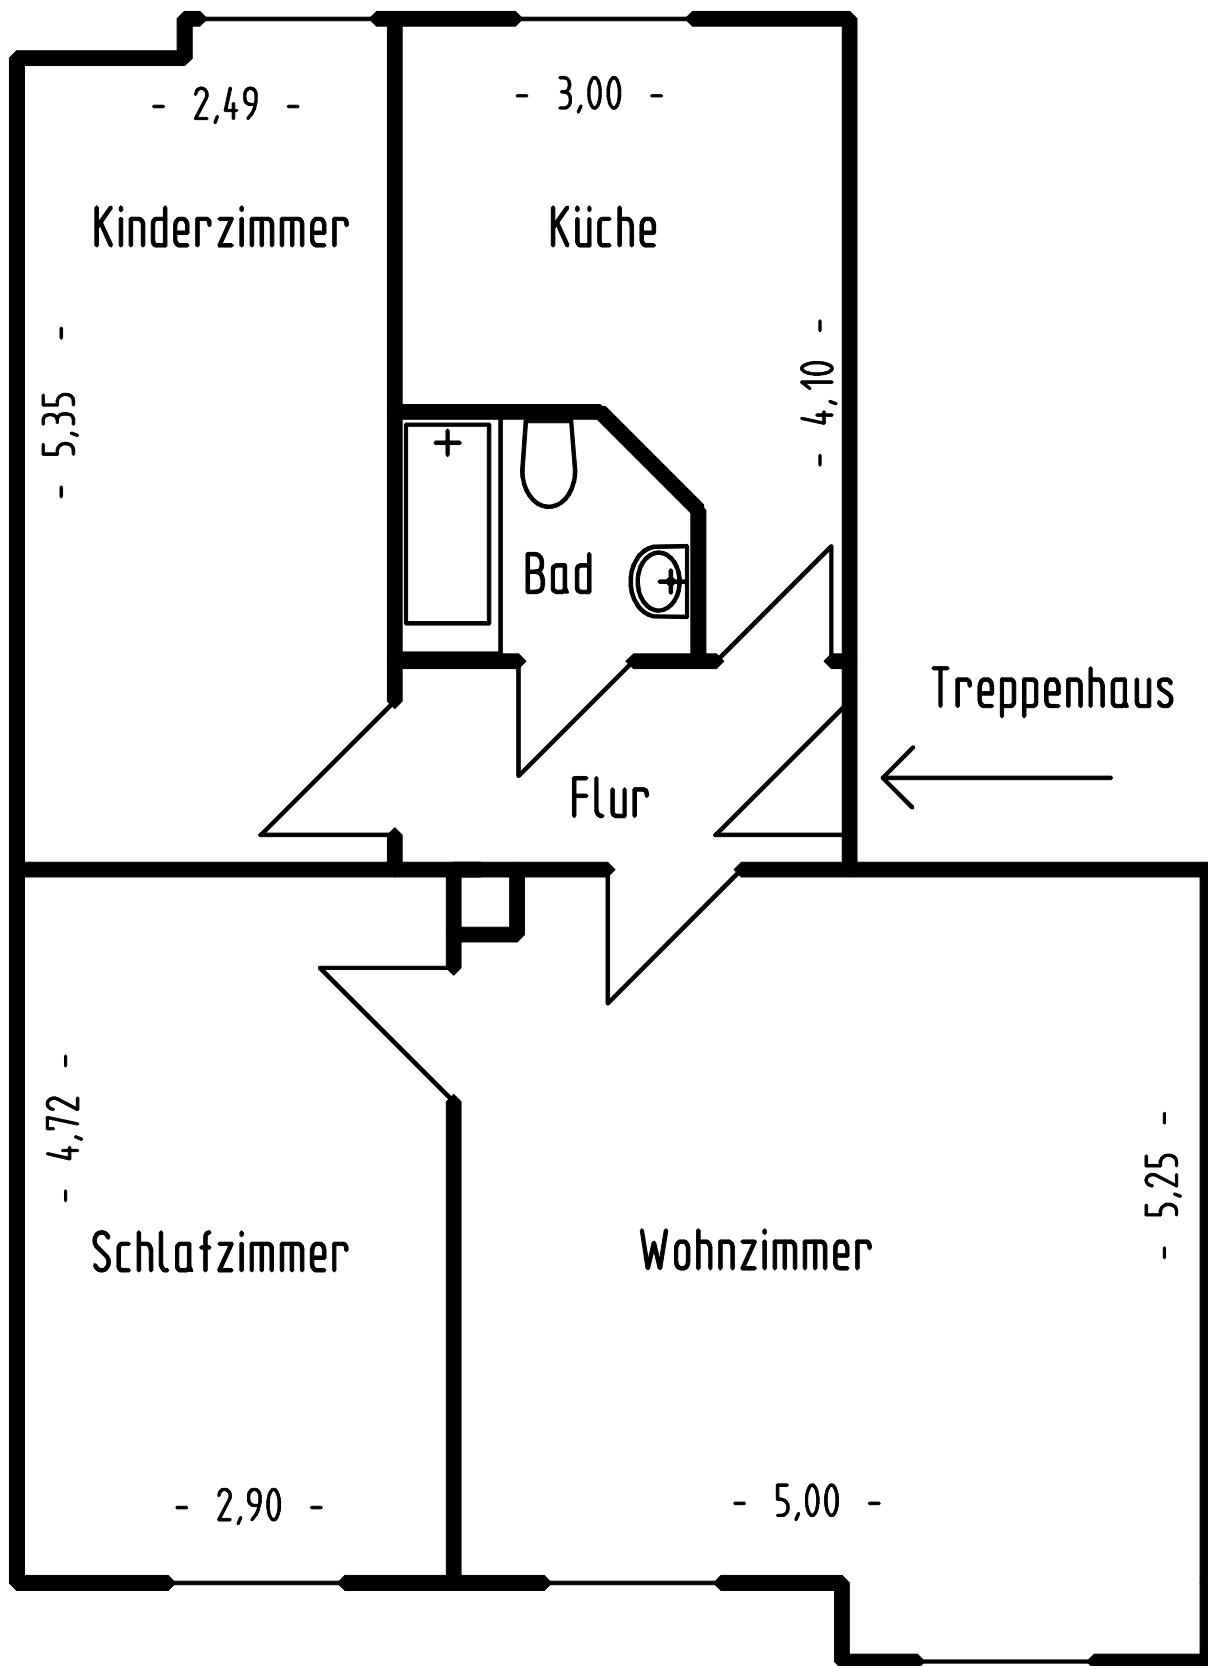 - 2,49 -
- 3,00 -
Kinderzimmer
Küche
- 5,35 -
- 4,10 -
Bad
Treppenhaus
Flur
- 4,72 -
- 5,25 -
Schlafzimmer
Wohnzimmer
- 2,90 -
- 5,00 -